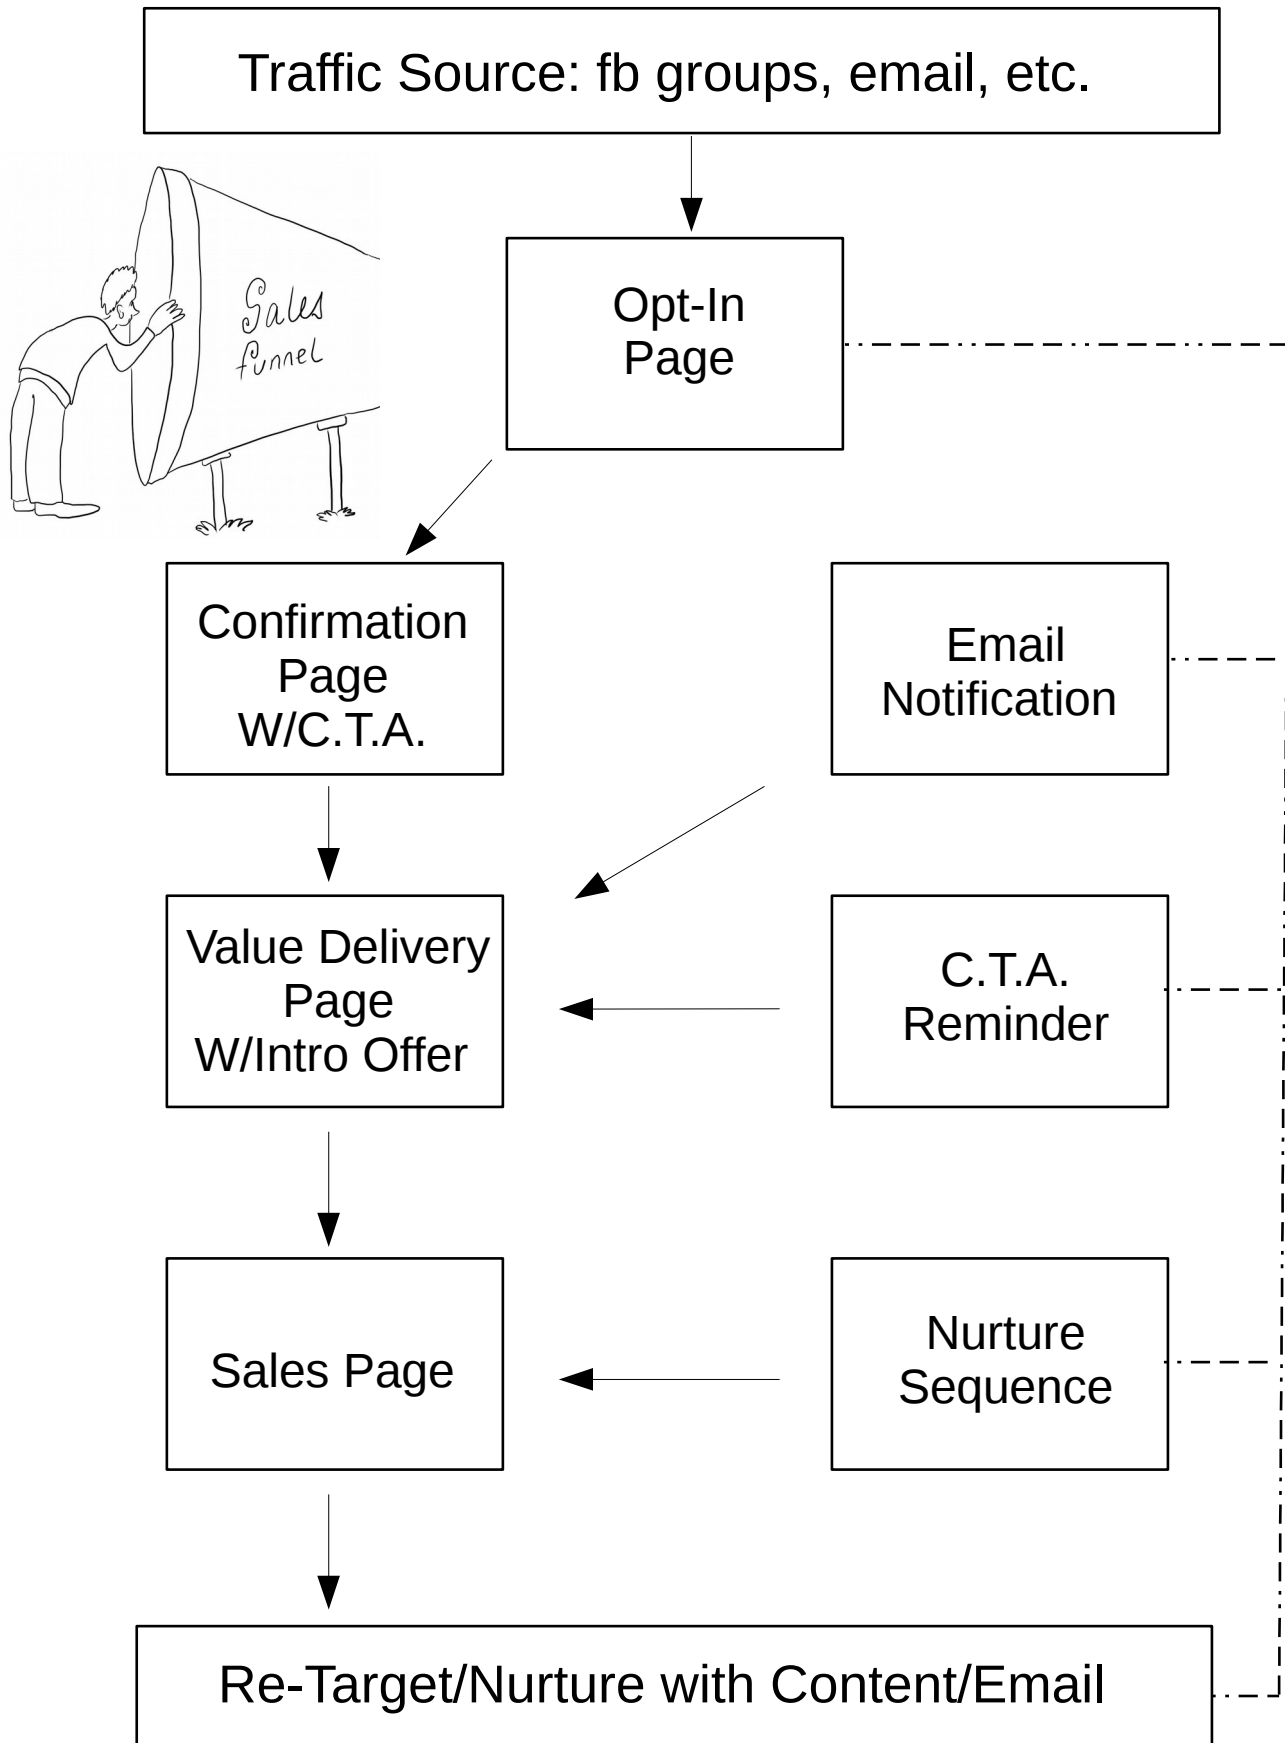 Traffic Source: fb groups, email, etc.
Sales
funnel
Opt-In
Page
Confirmation
Page
W/C.T.A.
Email
Notification
Value Delivery
Page
W/Intro Offer
C.T.A.
Reminder
Sales Page
Nurture
Sequence
Re-Target/Nurture with Content/Email